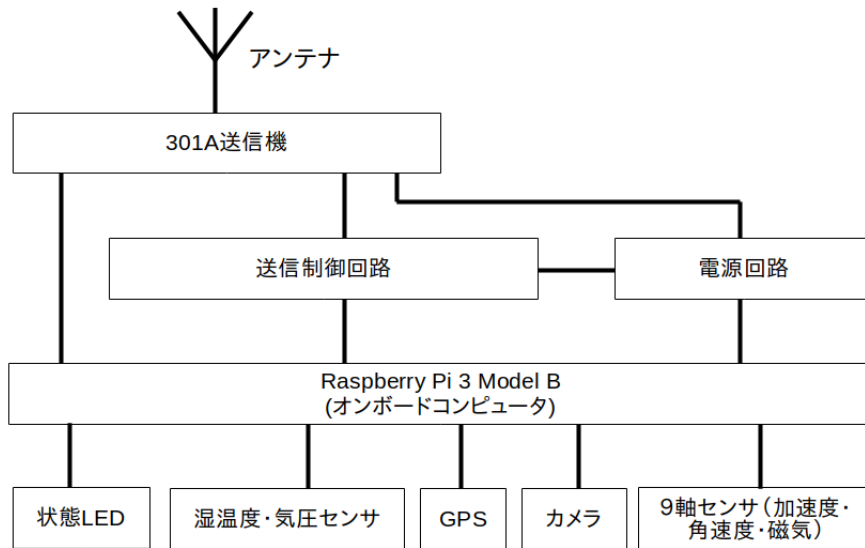 アンテナ
301A送信機
送信制御回路
電源回路
Raspberry Pi 3 Model B
(オンボードコンピュータ)
状態LED
湿温度・気圧センサ
GPS
カメラ
9軸センサ（加速度・
角速度・磁気）